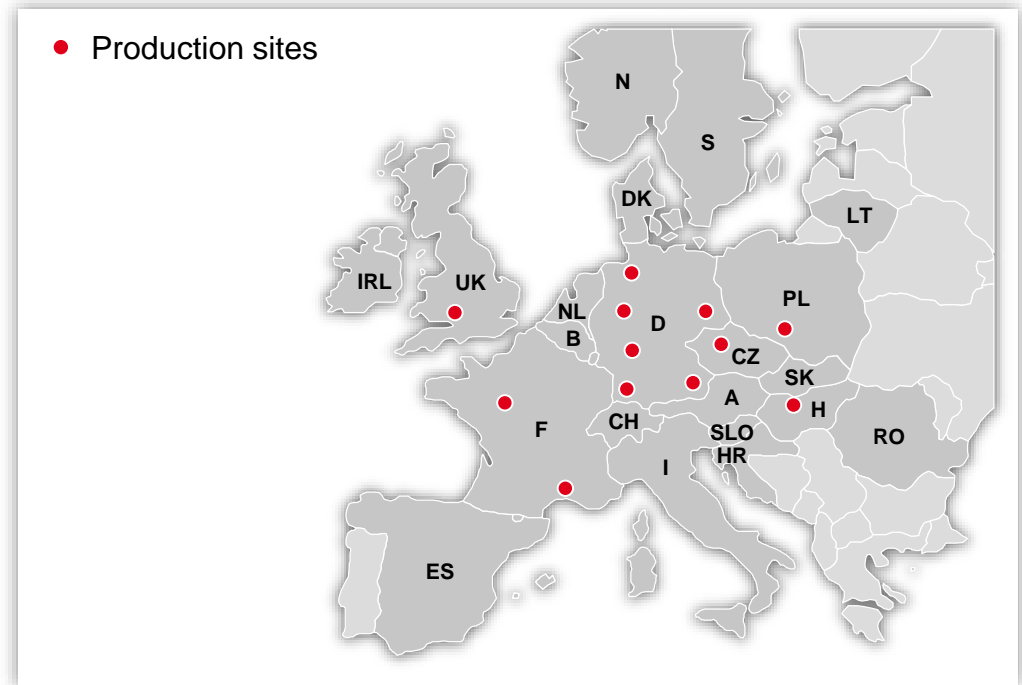 Production sites
N
S
DK
LT
IRL
UK
NL
PL
D
B
CZ
SK
A
H
CH
F
SLO
RO
HR
I
ES